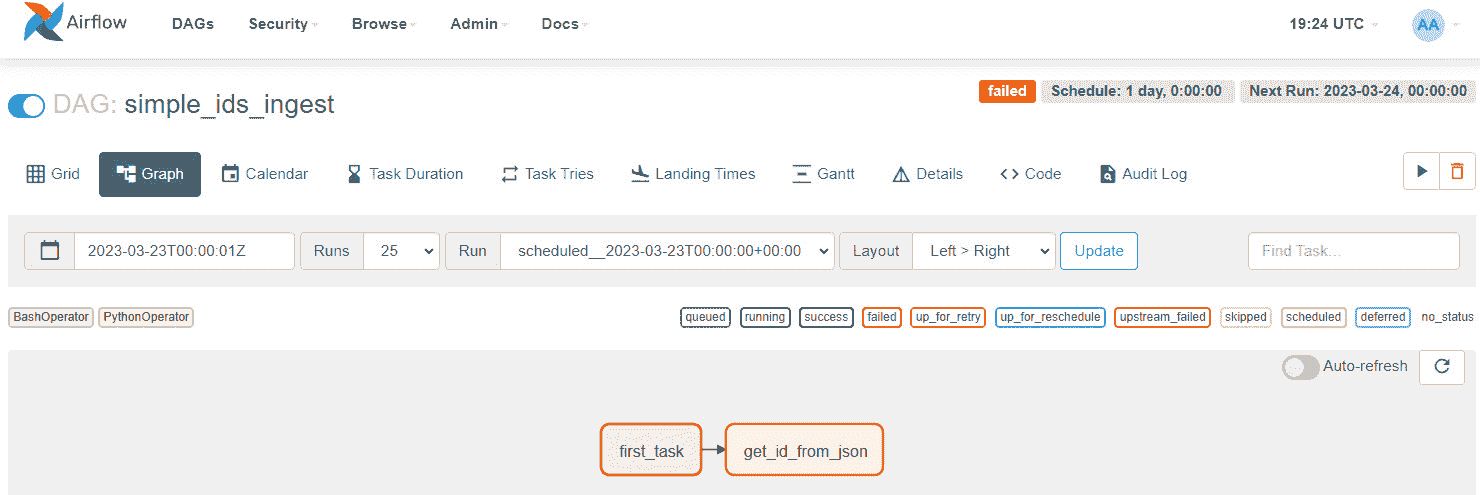 Airflow DAGs Security Browse Admin Docs 19:24 UTC AA
DAG: simple_ids_ingest failed Schedule: 1 day, 0:00:00 Next Run: 2023-03-24, 00:00:00
Grid Graph Calendar Task Duration Task Tries Landing Times Gantt Details Code Audit Log
2023-03-23T00:00:01Z Runs 25 Run scheduled__2023-03-23T00:00:00+00:00 Layout Left > Right Update Find Task...
BashOperator PythonOperator queued running success failed up_for_retry up_for_reschedule upstream_failed skipped scheduled deferred no_status
Auto-refresh
first_task get_id_from_json